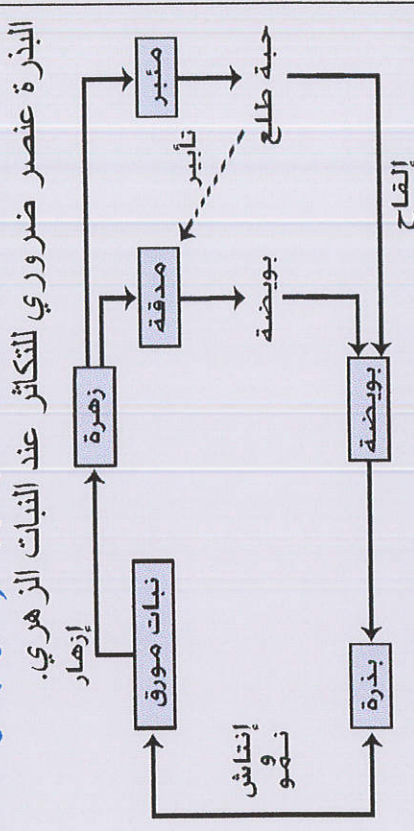 البذرة عنصر ضروري للتكاثر عند النبات الزهري.
إزهار
نبات مورق
زهرة
مئبر
مدقة
تأبير
حبة طلع
بويضة
إلقاح
بويضة
بذرة
إنتاش
و
نمو